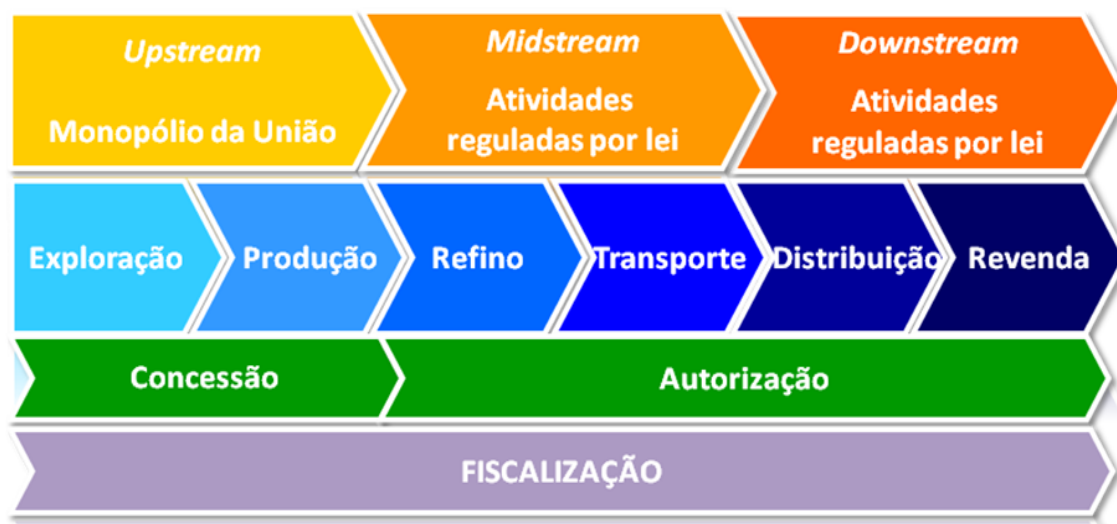 Upstream
Monopólio da União
Midstream
Atividades
reguladas por lei
Downstream
Atividades
reguladas por lei
Exploração
Produção
Refino
Transporte
Distribuição
Revenda
Concessão
Autorização
FISCALIZAÇÃO